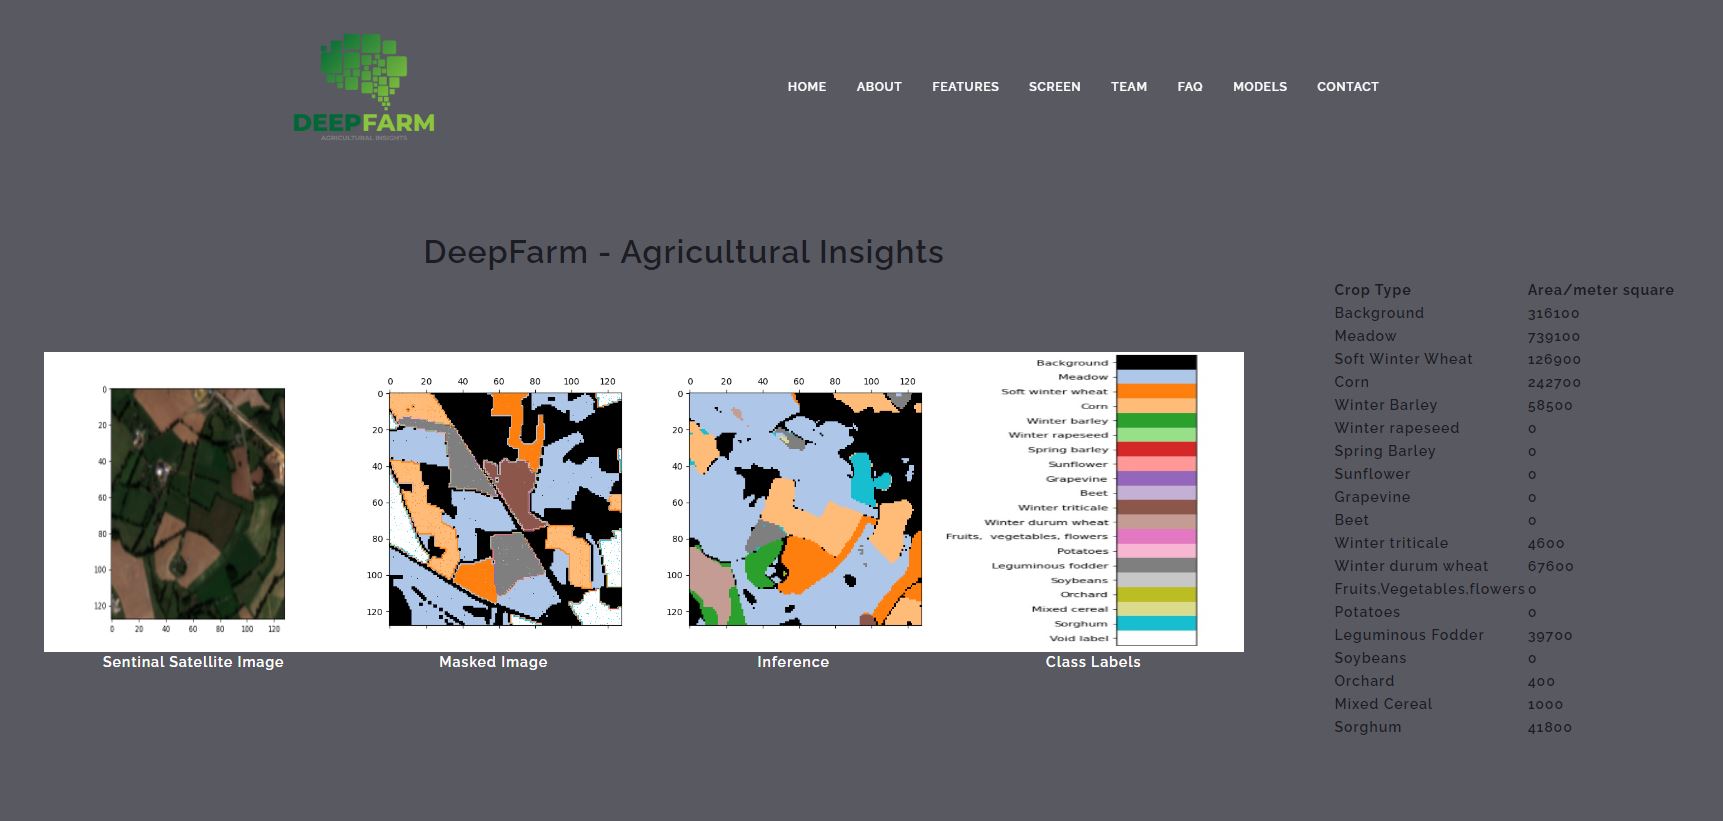 DEEPFARM
AGRICULTURAL INSIGHTS
HOME ABOUT FEATURES SCREEN TEAM FAQ MODELS CONTACT
DeepFarm - Agricultural Insights
0
20
40
60
80
100
120
0 20 40 60 80 100 120
0 20 40 60 80 100 120
0
20
40
60
80
100
120
0 20 40 60 80 100 120
0
20
40
60
80
100
120
Background
Meadow
Soft winter wheat
Corn
Winter barley
Winter rapeseed
Spring barley
Sunflower
Grapevine
Beet
Winter triticale
Winter durum wheat
Fruits, vegetables, flowers
Potatoes
Leguminous fodder
Soybeans
Orchard
Mixed cereal
Sorghum
Void label
Sentinal Satellite Image
Masked Image
Inference
Class Labels
Crop Type Area/meter square
Background 316100
Meadow 739100
Soft Winter Wheat 126900
Corn 242700
Winter Barley 58500
Winter rapeseed 0
Spring Barley 0
Sunflower 0
Grapevine 0
Beet 0
Winter triticale 4600
Winter durum wheat 67600
Fruits.Vegetables.flowers 0
Potatoes 0
Leguminous Fodder 39700
Soybeans 0
Orchard 400
Mixed Cereal 1000
Sorghum 41800